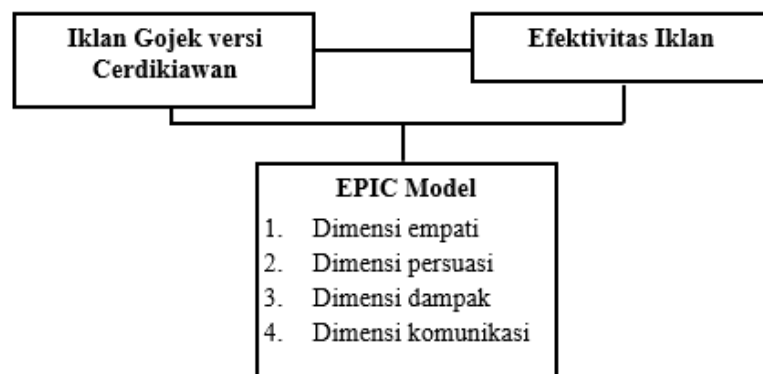 Iklan Gojek versi
Cerdikiawan
Efektivitas Iklan
EPIC Model
1. Dimensi empati
2. Dimensi persuasi
3. Dimensi dampak
4. Dimensi komunikasi